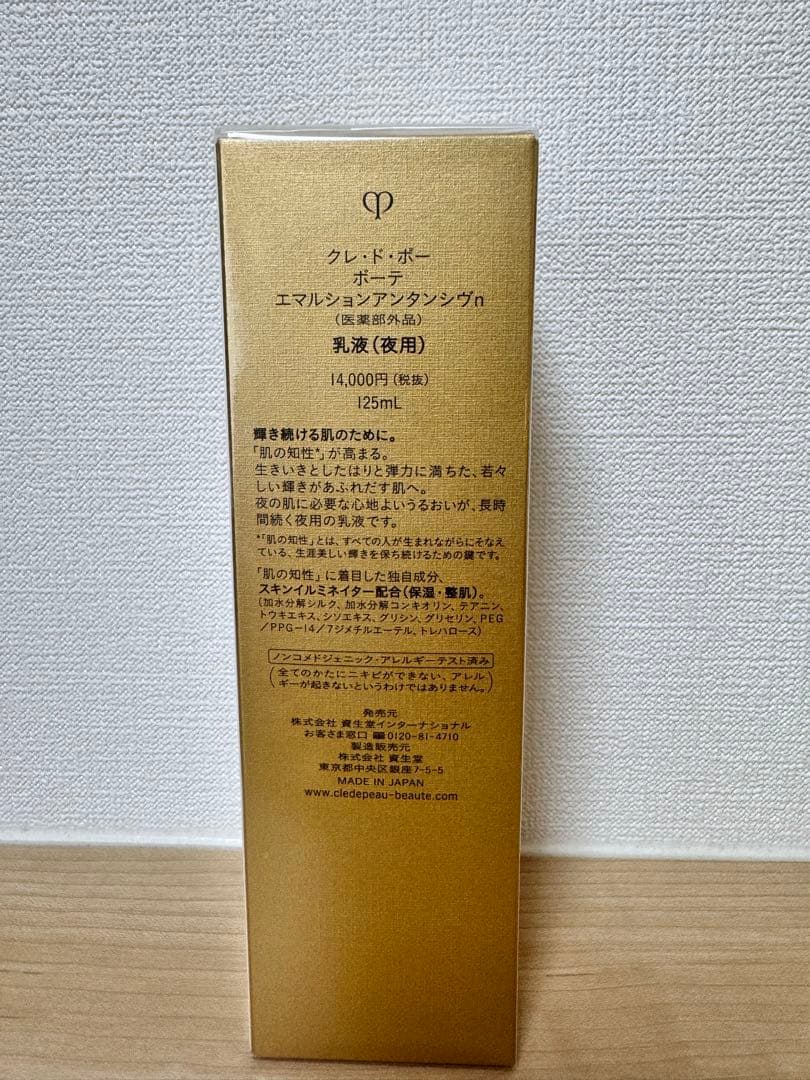 クレ・ド・ポー
ボーテ
エマルションアンタンシヴn
（医薬部外品）
乳液（夜用）
14,000円（税抜）
125mL
輝き続ける肌のために。
「肌の知性*」が高まる。
生きいきとしたはりと弾力に満ちた、若々
しい輝きがあふれだす肌へ。
夜の肌に必要な心地よいうるおいが、長時
間続く夜用の乳液です。
*「肌の知性」とは、すべての人が生まれながらにそなえ
ている、生涯美しい輝きを保ち続けるための鍵です。
「肌の知性」に着目した独自成分、
スキンイルミネイター配合（保湿・整肌）。
（加水分解シルク、加水分解コンキオリン、テアニン、
トウキエキス、シソエキス、グリシン、グリセリン、PEG
／PPG－14／7ジメチルエーテル、トレハロース）
ノンコメドジェニック・アレルギーテスト済み
（全てのかたにニキビができない、アレル
ギーが起きないというわけではありません。）
発売元
株式会社 資生堂インターナショナル
お客さま窓口 0120-81-4710
製造販売元
株式会社 資生堂
東京都中央区銀座7-5-5
MADE IN JAPAN
www.cledepeau-beaute.com